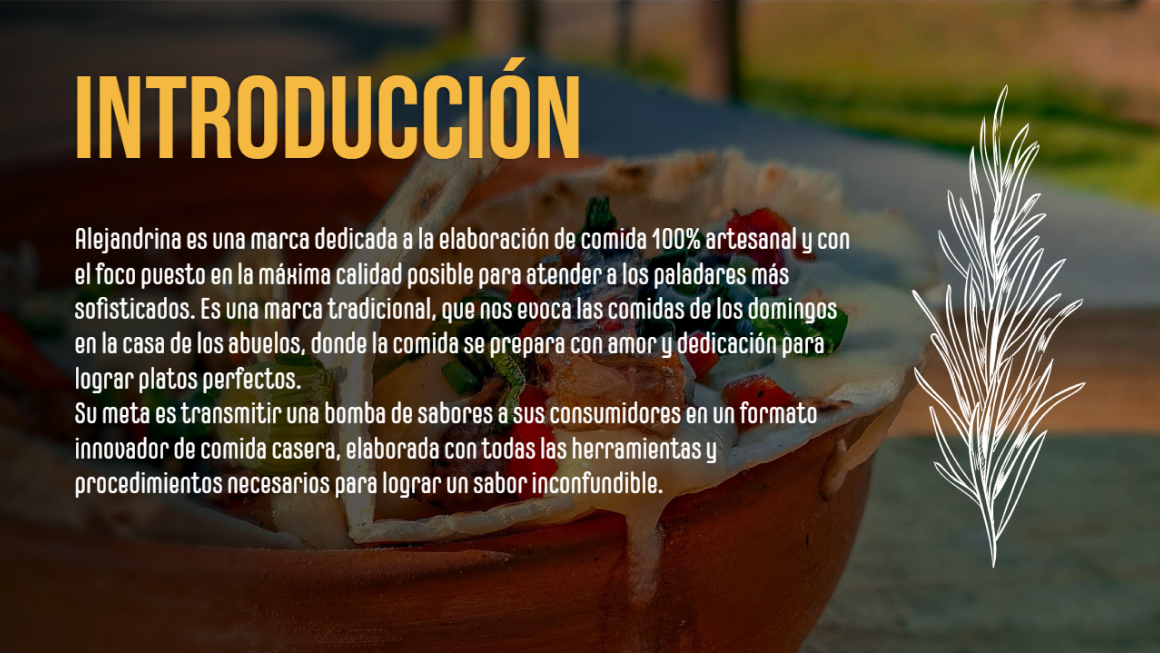 INTRODUCCIÓN
Alejandrina es una marca dedicada a la elaboración de comida 100% artesanal y con
el foco puesto en la máxima calidad posible para atender a los paladares más
sofisticados. Es una marca tradicional, que nos evoca las comidas de los domingos
en la casa de los abuelos, donde la comida se prepara con amor y dedicación para
lograr platos perfectos.
Su meta es transmitir una bomba de sabores a sus consumidores en un formato
innovador de comida casera, elaborada con todas las herramientas y
procedimientos necesarios para lograr un sabor inconfundible.